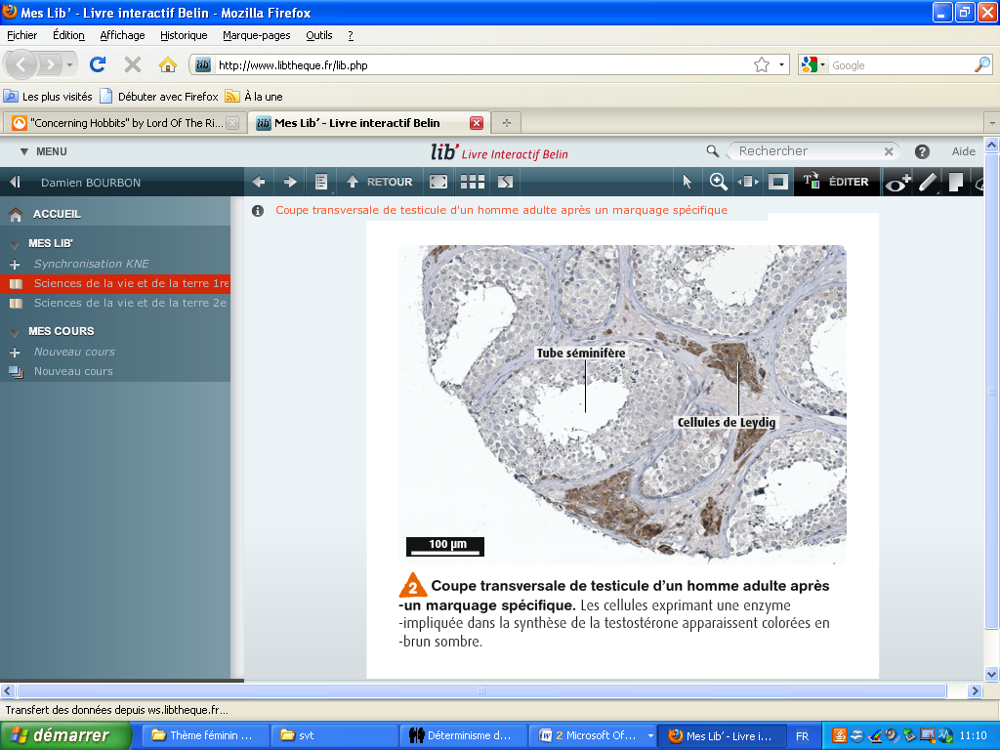 Mes Lib' - Livre interactif Belin - Mozilla Firefox
Fichier Édition Affichage Historique Marque-pages Outils ?
http://www.libtheque.fr/lib.php
Google
Les plus visités Débuter avec Firefox À la une
"Concerning Hobbits" by Lord Of The Ri... Mes Lib' - Livre interactif Belin
MENU lib' Livre Interactif Belin Rechercher Aide
Damien BOURBON RETOUR ÉDITER
Coupe transversale de testicule d'un homme adulte après un marquage spécifique
ACCUEIL
MES LIB'
Synchronisation KNE
Sciences de la vie et de la terre 1re
Sciences de la vie et de la terre 2e
MES COURS
Nouveau cours
Nouveau cours
Tube séminifère
Cellules de Leydig
100 µm
2 Coupe transversale de testicule d'un homme adulte après
-un marquage spécifique. Les cellules exprimant une enzyme
-impliquée dans la synthèse de la testostérone apparaissent colorées en
-brun sombre.
Transfert des données depuis ws.libtheque.fr...
démarrer Thème féminin ... svt Déterminisme d... 2 Microsoft Of... Mes Lib' - Livre i... FR 11:10